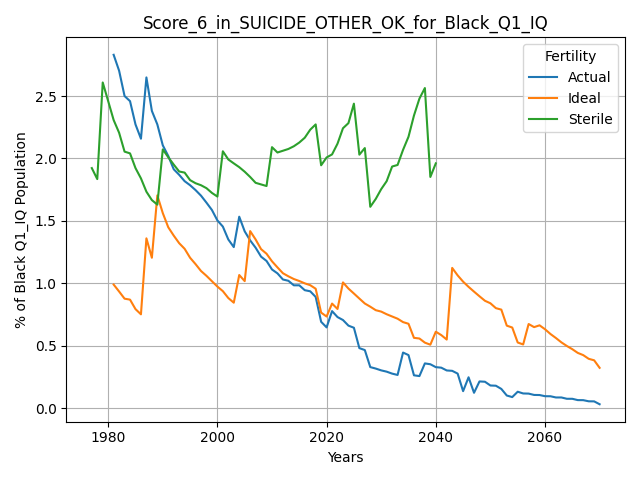 Score_6_in_SUICIDE_OTHER_OK_for_Black_Q1_IQ
Fertility
Actual
Ideal
Sterile
% of Black Q1_IQ Population
2.5
2.0
1.5
1.0
0.5
0.0
1980 2000 2020 2040 2060
Years